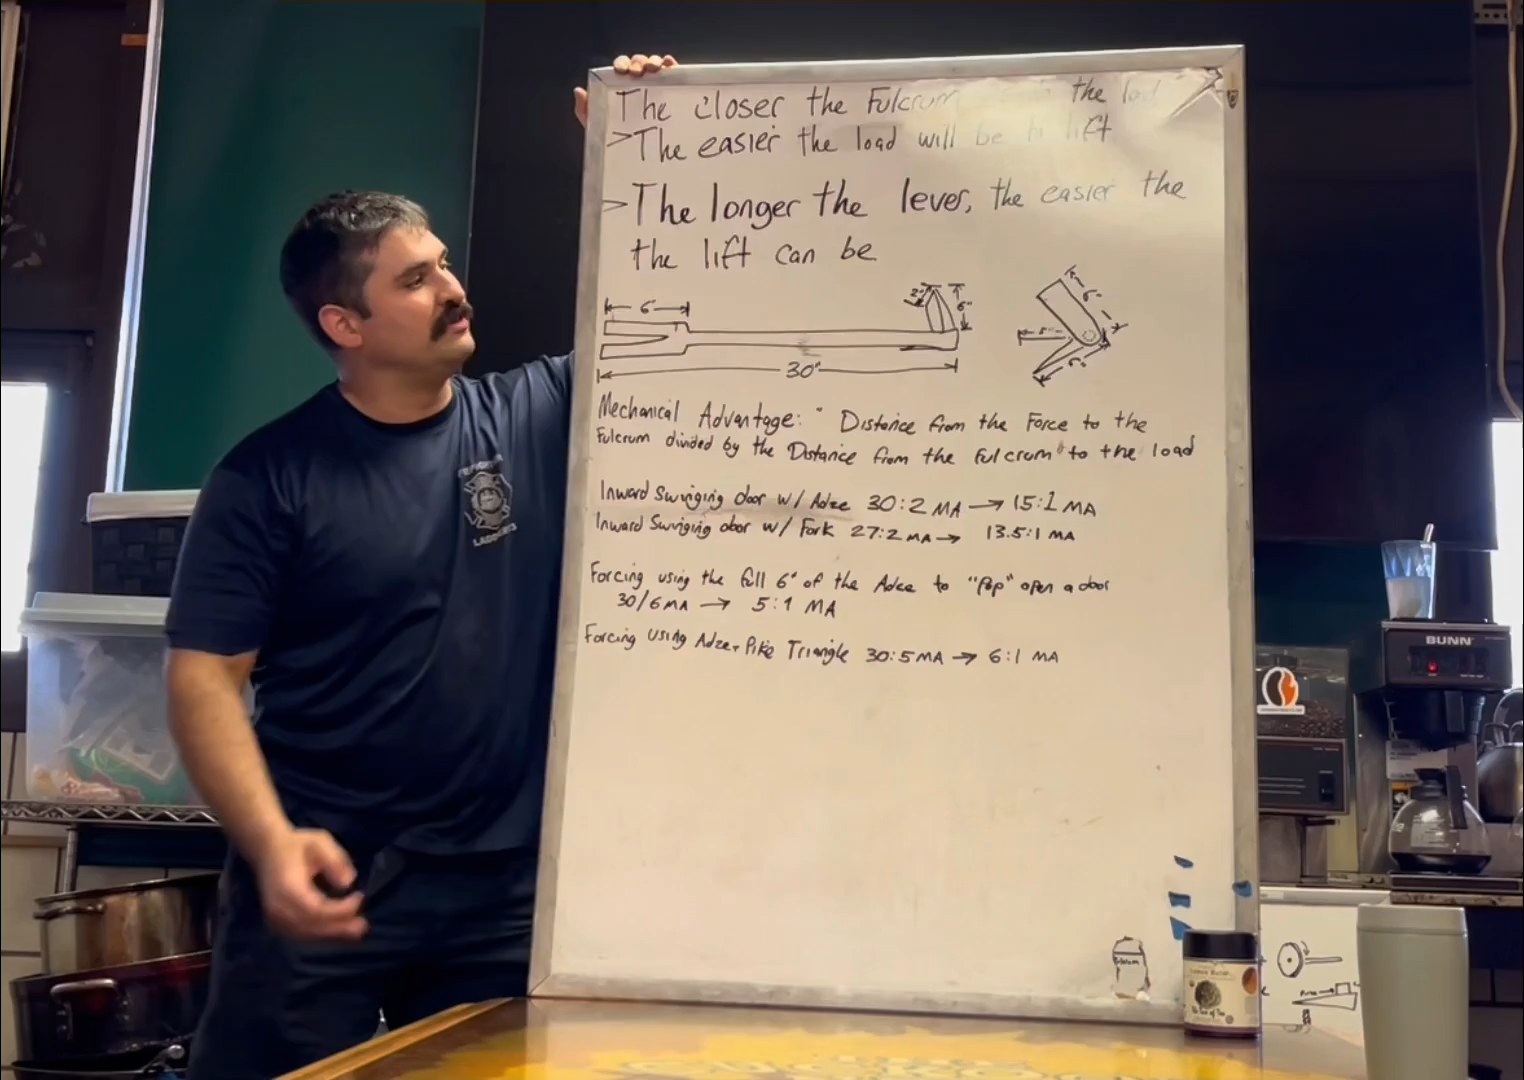 The closer the Fulcrum the
>The easier the load will be to lift
>The longer the lever, the easier the
the lift can be
6"
2"
6"
30"
6"
5"
6"
Mechanical Advantage: " Distance from the Force to the
Fulcrum divided by the Distance from the Fulcrum to the load
Inward Swinging door w/ Adze 30:2 MA → 15:1 MA
Inward Swinging door w/ Fork 27:2 MA → 13.5:1 MA
Forcing using the full 6" of the Adze to "Pop" open a door
30/6 MA → 5:1 MA
Forcing using Adze + Pike Triangle 30:5 MA → 6:1 MA
BUNN